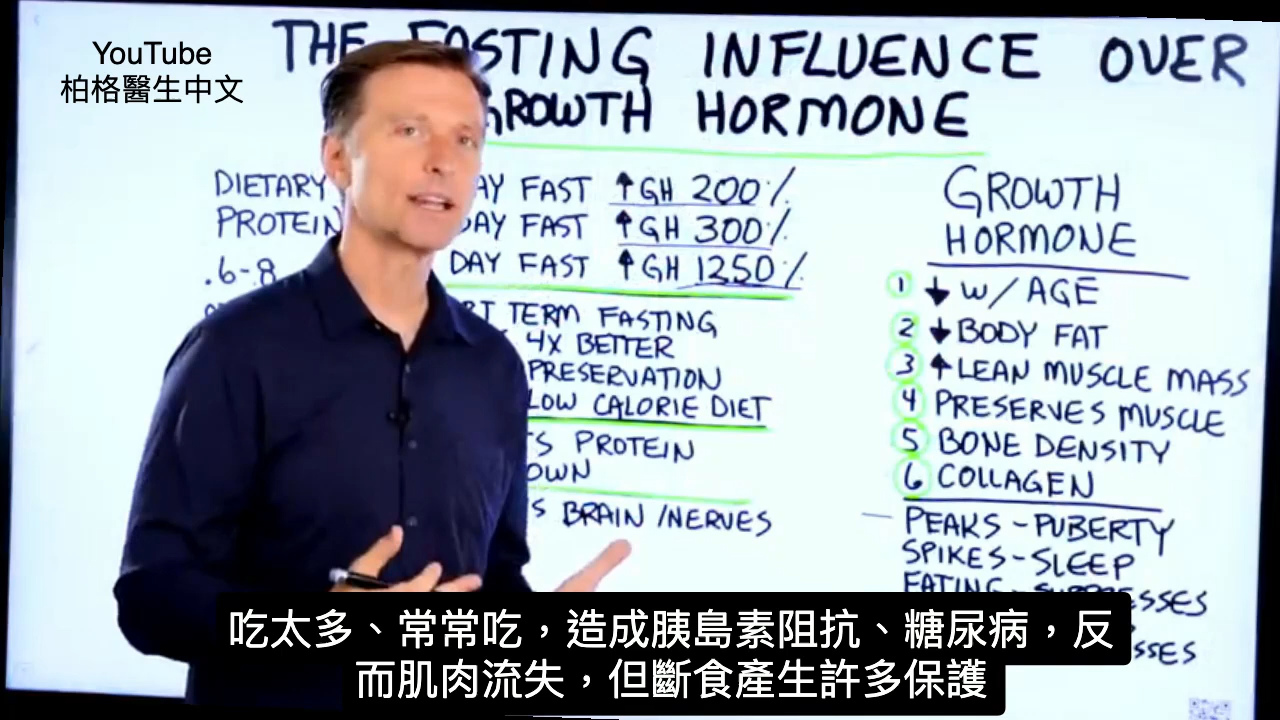 YouTube
柏格醫生中文
THE FASTING INFLUENCE OVER
GROWTH HORMONE
DIETARY
PROTEIN
.6-8
DAY FAST ↑GH 200%
DAY FAST ↑GH 300%
DAY FAST ↑GH 1250%
TERM FASTING
4X BETTER
PRESERVATION
LOW CALORIE DIET
PROTEIN
BRAIN/NERVES
GROWTH
HORMONE
1 ↓ W/AGE
2 ↓ BODY FAT
3 ↑ LEAN MUSCLE MASS
4 PRESERVES MUSCLE
5 BONE DENSITY
6 COLLAGEN
PEAKS-PUBERTY
SPIKES-SLEEP
EATING-SUPPRESSES
吃太多、常常吃，造成胰島素阻抗、糖尿病，反
而肌肉流失，但斷食產生許多保護